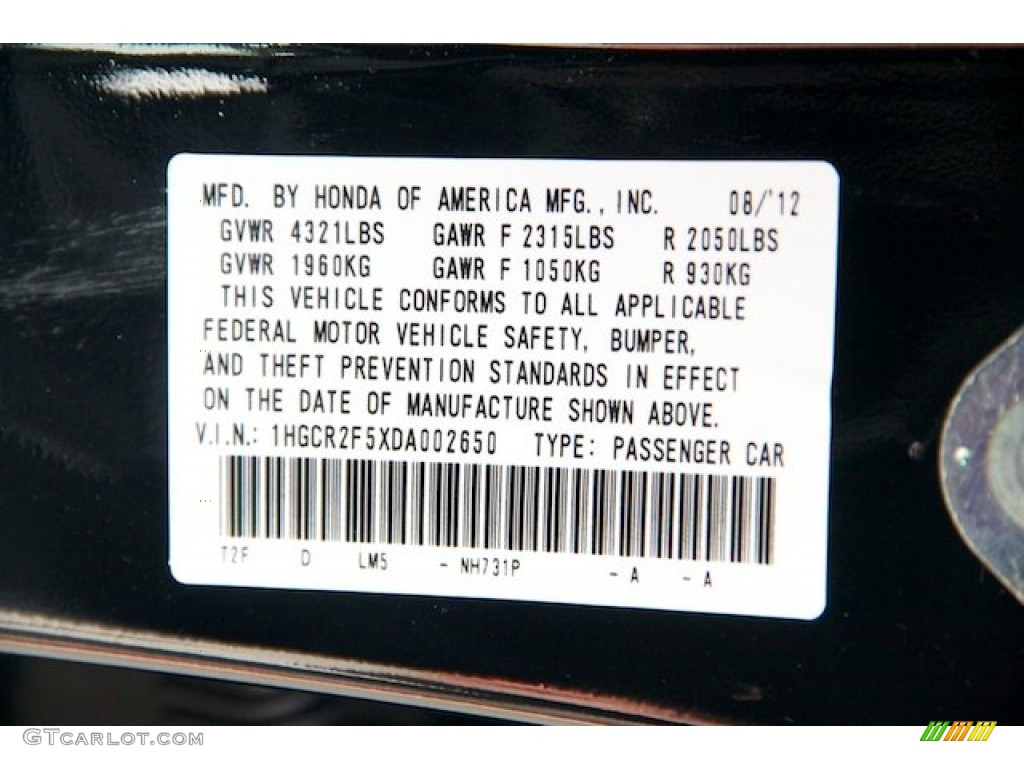 MFD. BY HONDA OF AMERICA MFG., INC. 08/'12
GVWR 4321LBS GAWR F 2315LBS R 2050LBS
GVWR 1960KG GAWR F 1050KG R 930KG
THIS VEHICLE CONFORMS TO ALL APPLICABLE
FEDERAL MOTOR VEHICLE SAFETY, BUMPER,
AND THEFT PREVENTION STANDARDS IN EFFECT
ON THE DATE OF MANUFACTURE SHOWN ABOVE.
V.I.N.: 1HGCR2F5XDA002650 TYPE: PASSENGER CAR
T2F D LM5 - NH731P - A - A
GTCARLOT.COM